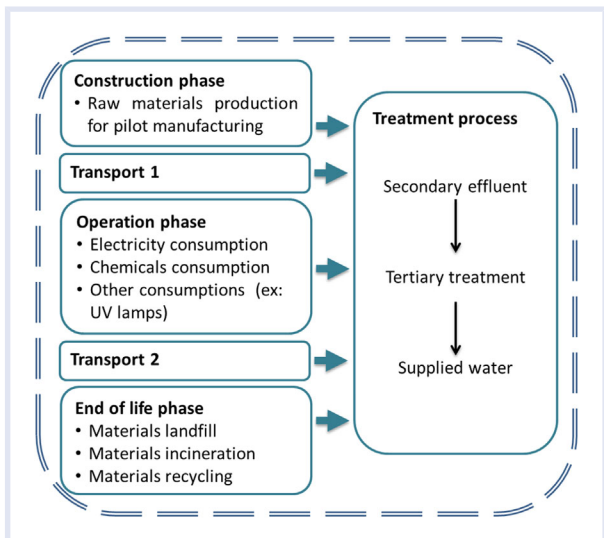 Construction phase
• Raw materials production
for pilot manufacturing
Transport 1
Operation phase
• Electricity consumption
• Chemicals consumption
• Other consumptions (ex:
UV lamps)
Transport 2
End of life phase
• Materials landfill
• Materials incineration
• Materials recycling
Treatment process
Secondary effluent
Tertiary treatment
Supplied water